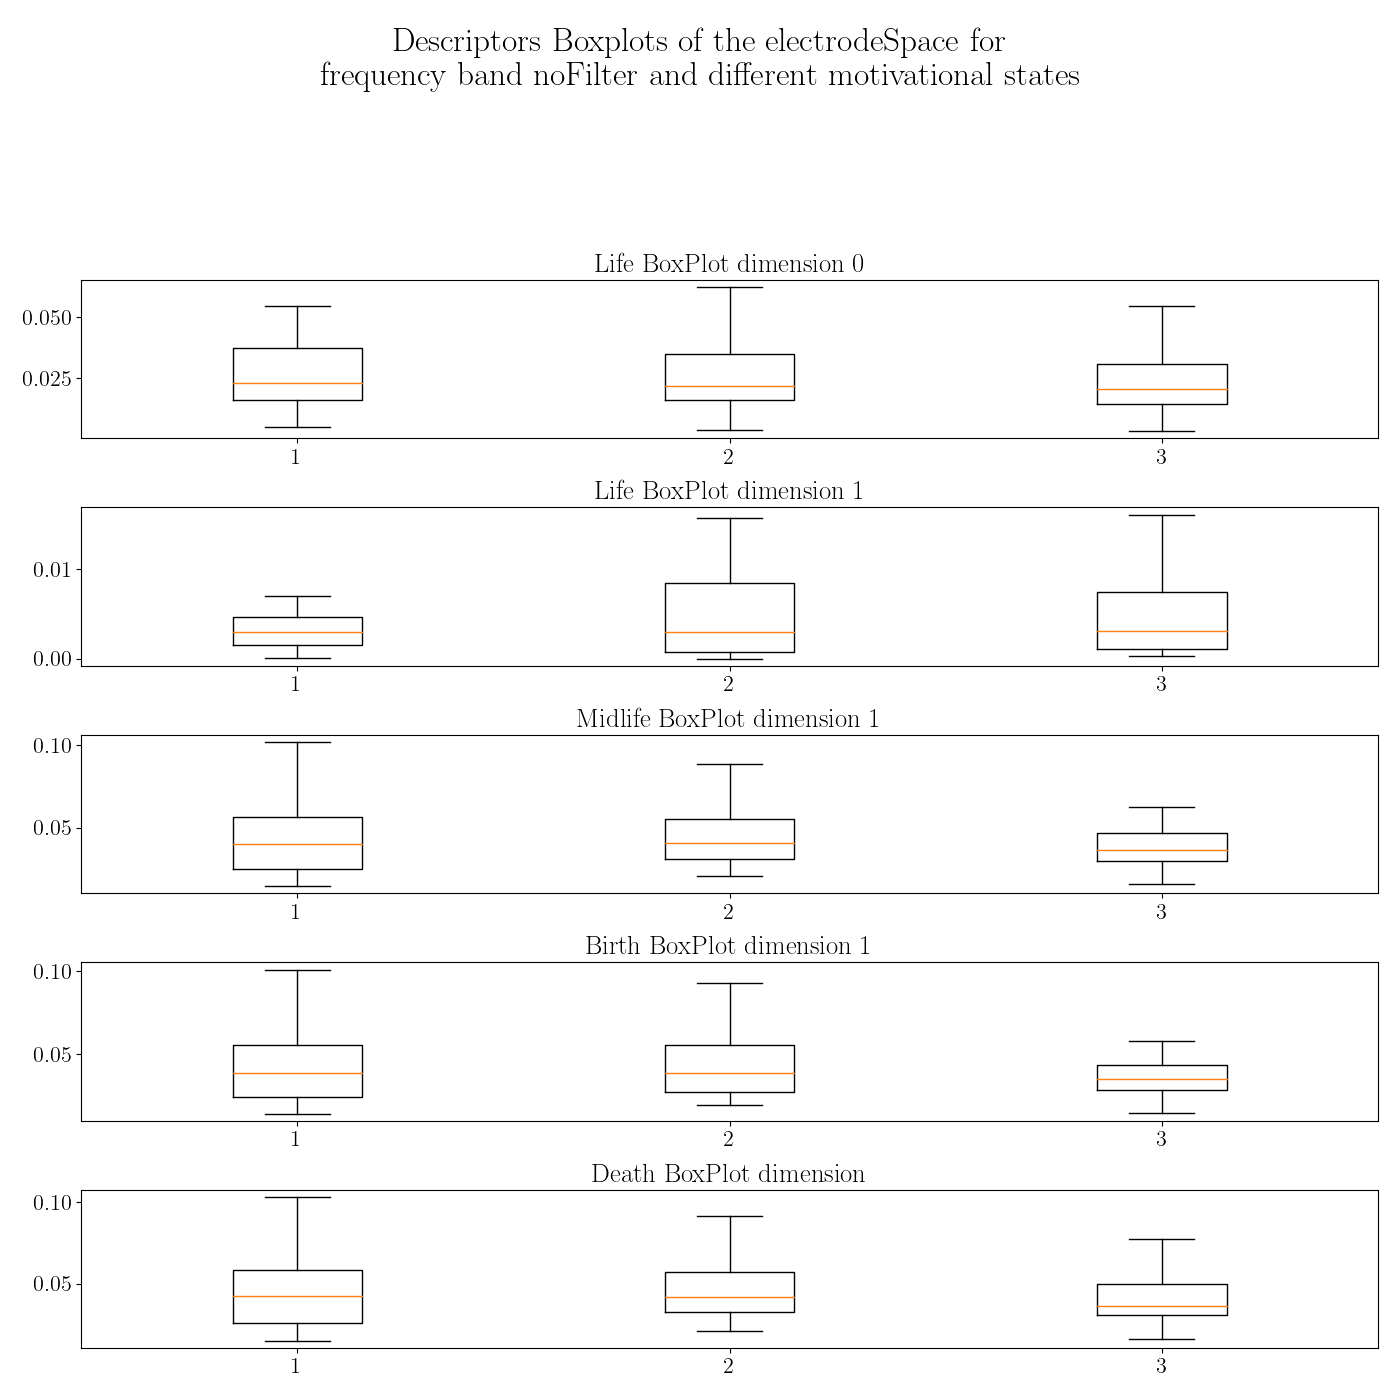 Descriptors Boxplots of the electrodeSpace for
frequency band noFilter and different motivational states
Life BoxPlot dimension 0
0.050
0.025
1 2 3
Life BoxPlot dimension 1
0.01
0.00
1 2 3
Midlife BoxPlot dimension 1
0.10
0.05
1 2 3
Birth BoxPlot dimension 1
0.10
0.05
1 2 3
Death BoxPlot dimension
0.10
0.05
1 2 3